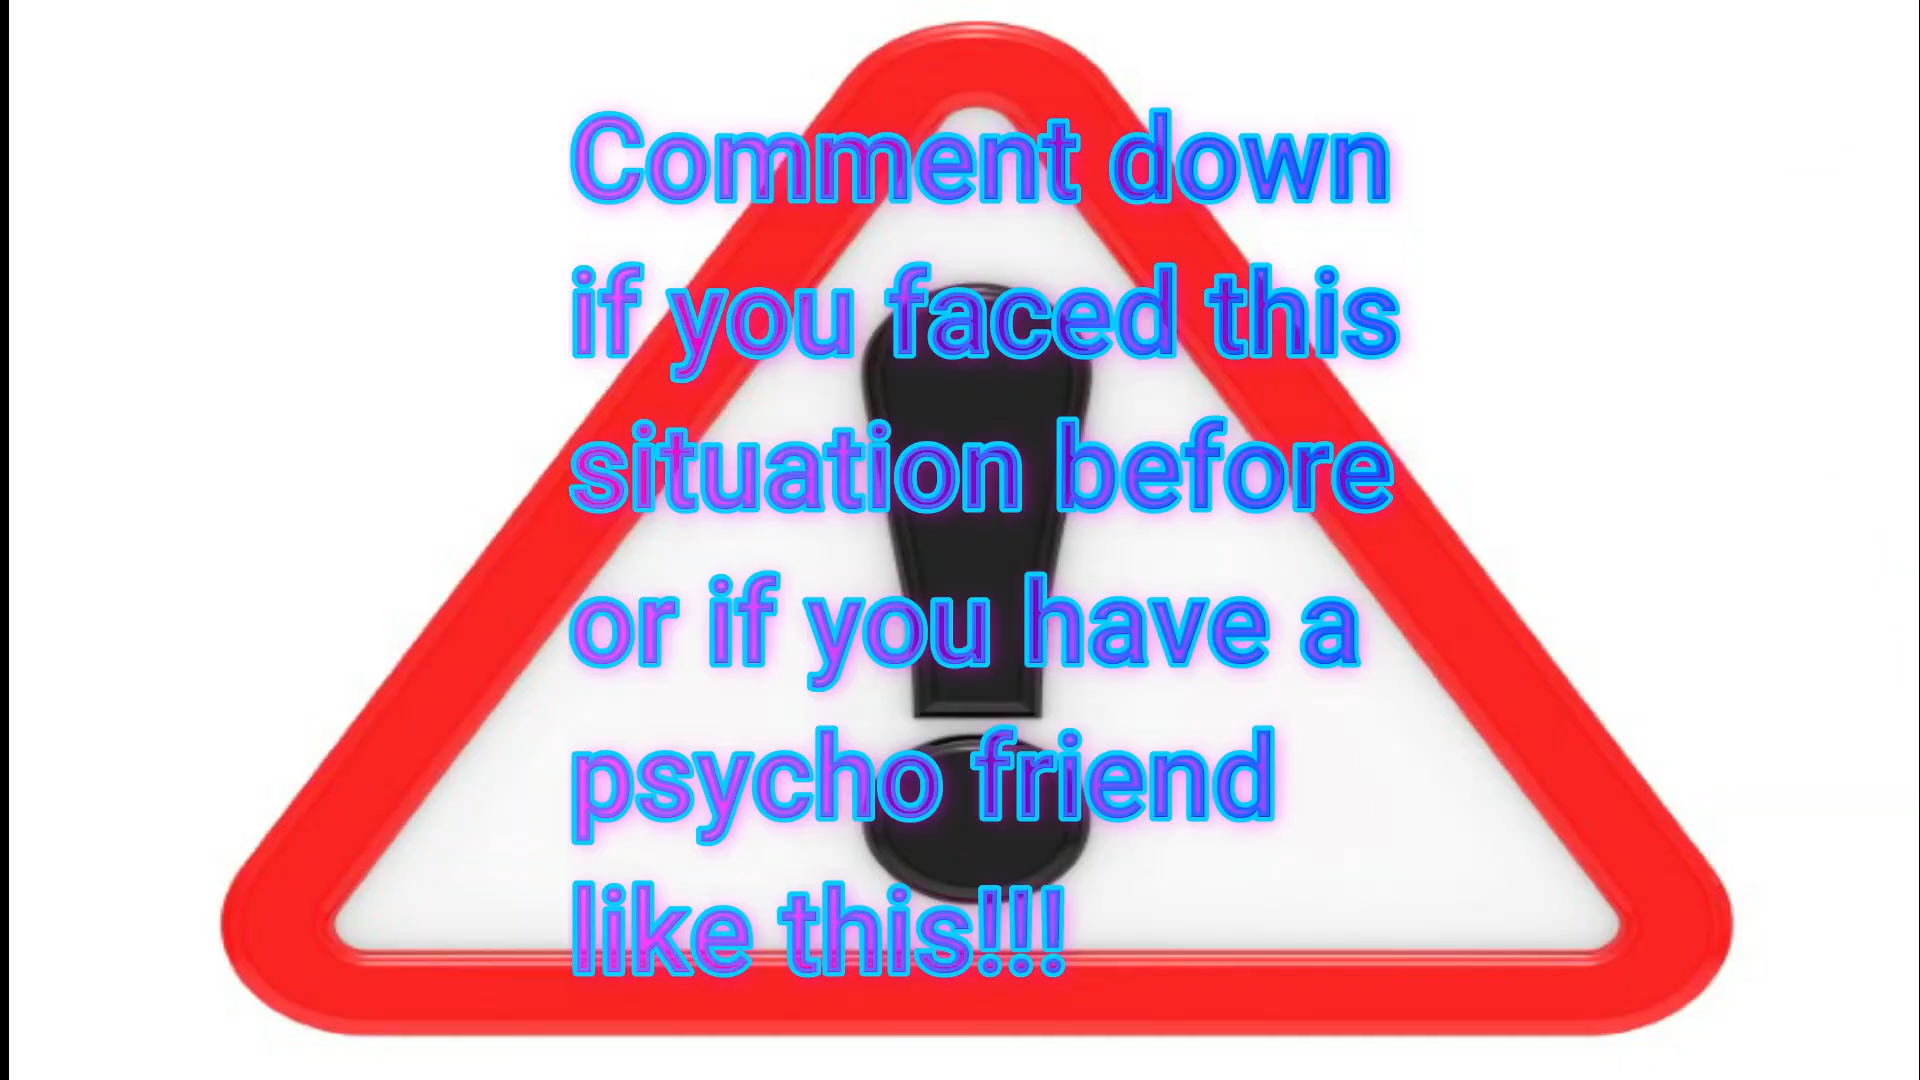 Comment down
if you faced this
situation before
or if you have a
psycho friend
like this!!!